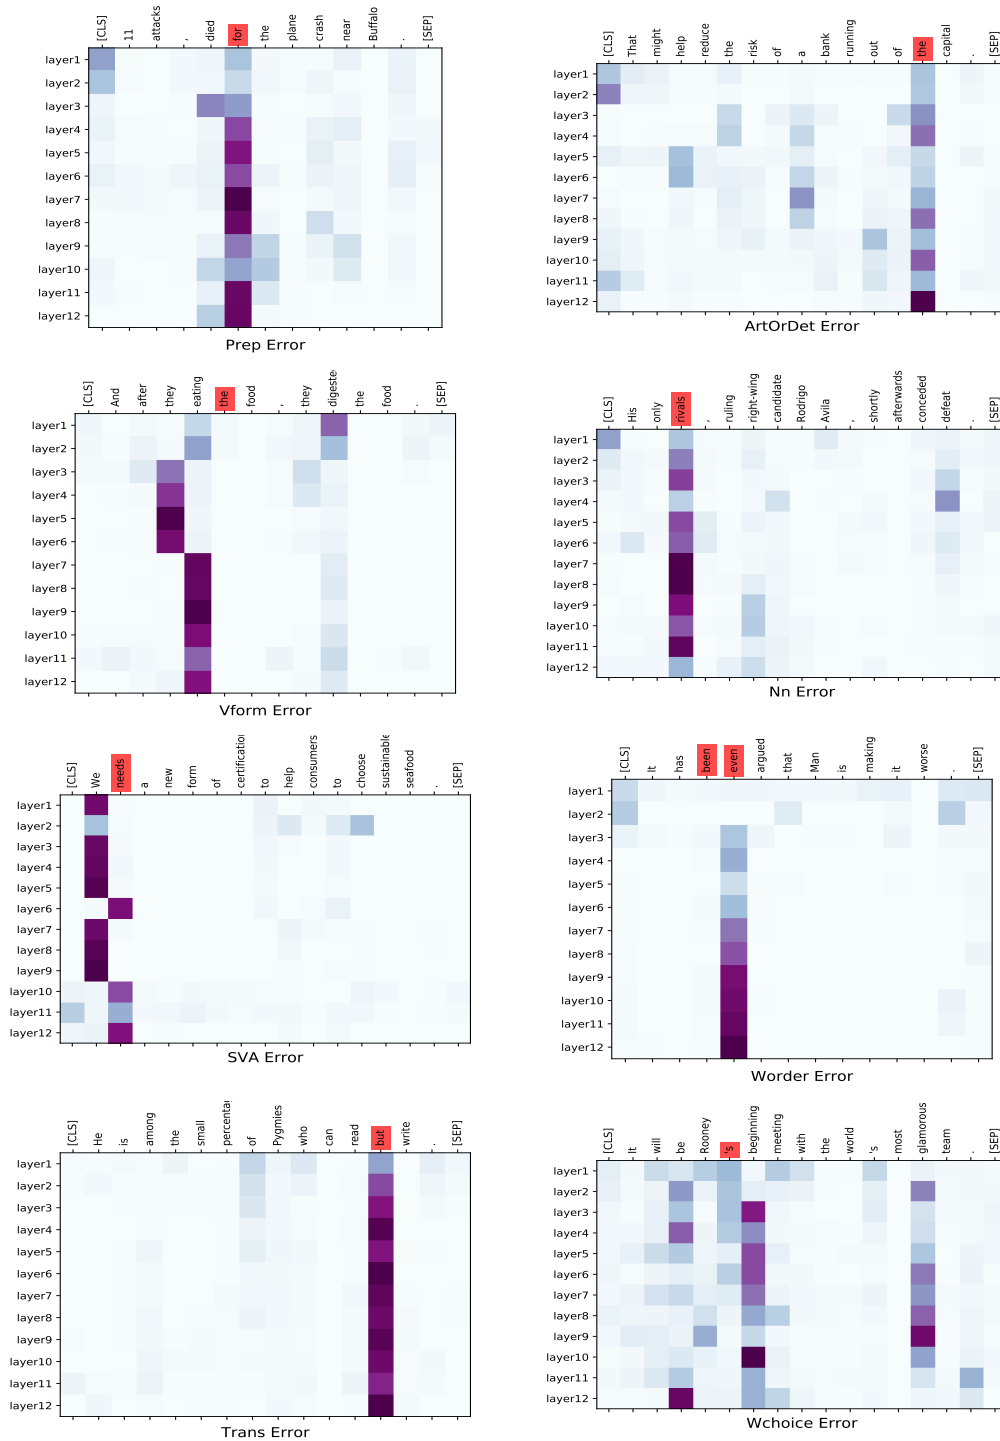 [CLS] 11 attacks , died for the plane crash near Buffalo . [SEP]
layer1
layer2
layer3
layer4
layer5
layer6
layer7
layer8
layer9
layer10
layer11
layer12
Prep Error
[CLS] That might help reduce the risk of a bank running out of the capital . [SEP]
layer1
layer2
layer3
layer4
layer5
layer6
layer7
layer8
layer9
layer10
layer11
layer12
ArtOrDet Error
[CLS] And after they eating the food , they digeste the food . [SEP]
layer1
layer2
layer3
layer4
layer5
layer6
layer7
layer8
layer9
layer10
layer11
layer12
Vform Error
[CLS] His only rivals , ruling right-wing candidate Rodrigo Avila , shortly afterwards conceded defeat . [SEP]
layer1
layer2
layer3
layer4
layer5
layer6
layer7
layer8
layer9
layer10
layer11
layer12
Nn Error
[CLS] We needs a new form of certification to help consumers to choose sustainable seafood . [SEP]
layer1
layer2
layer3
layer4
layer5
layer6
layer7
layer8
layer9
layer10
layer11
layer12
SVA Error
[CLS] It has been even argued that Man is making it worse . [SEP]
layer1
layer2
layer3
layer4
layer5
layer6
layer7
layer8
layer9
layer10
layer11
layer12
Worder Error
[CLS] He is among the small percenta of Pygmies who can read but write . [SEP]
layer1
layer2
layer3
layer4
layer5
layer6
layer7
layer8
layer9
layer10
layer11
layer12
Trans Error
[CLS] It will be Rooney 's beginning meeting with the world 's most glamorous team . [SEP]
layer1
layer2
layer3
layer4
layer5
layer6
layer7
layer8
layer9
layer10
layer11
layer12
Wchoice Error